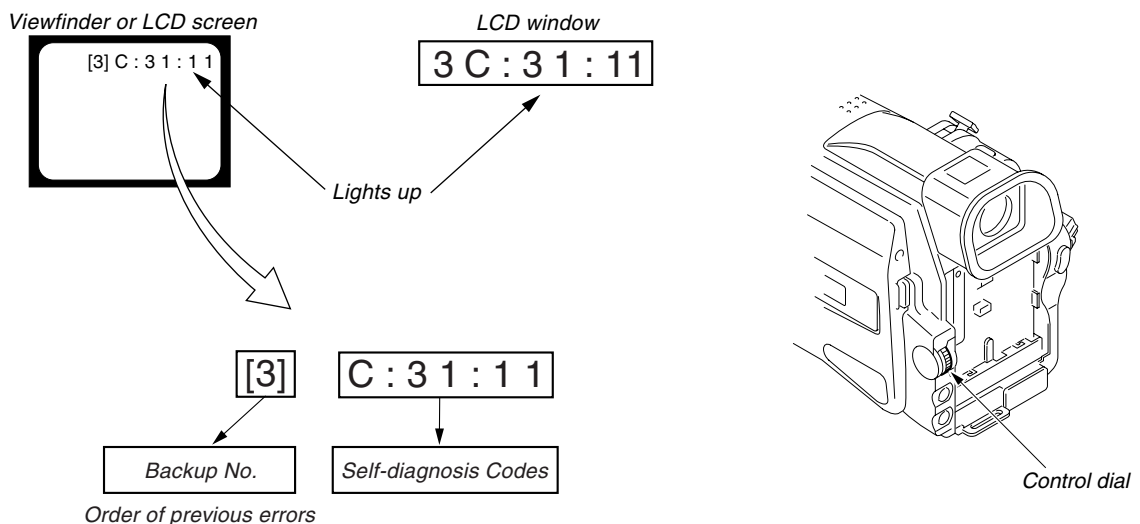 Viewfinder or LCD screen
[3] C : 3 1 : 1 1
LCD window
3 C : 3 1 : 11
Lights up
[3]
C : 3 1 : 1 1
Backup No.
Self-diagnosis Codes
Order of previous errors
Control dial